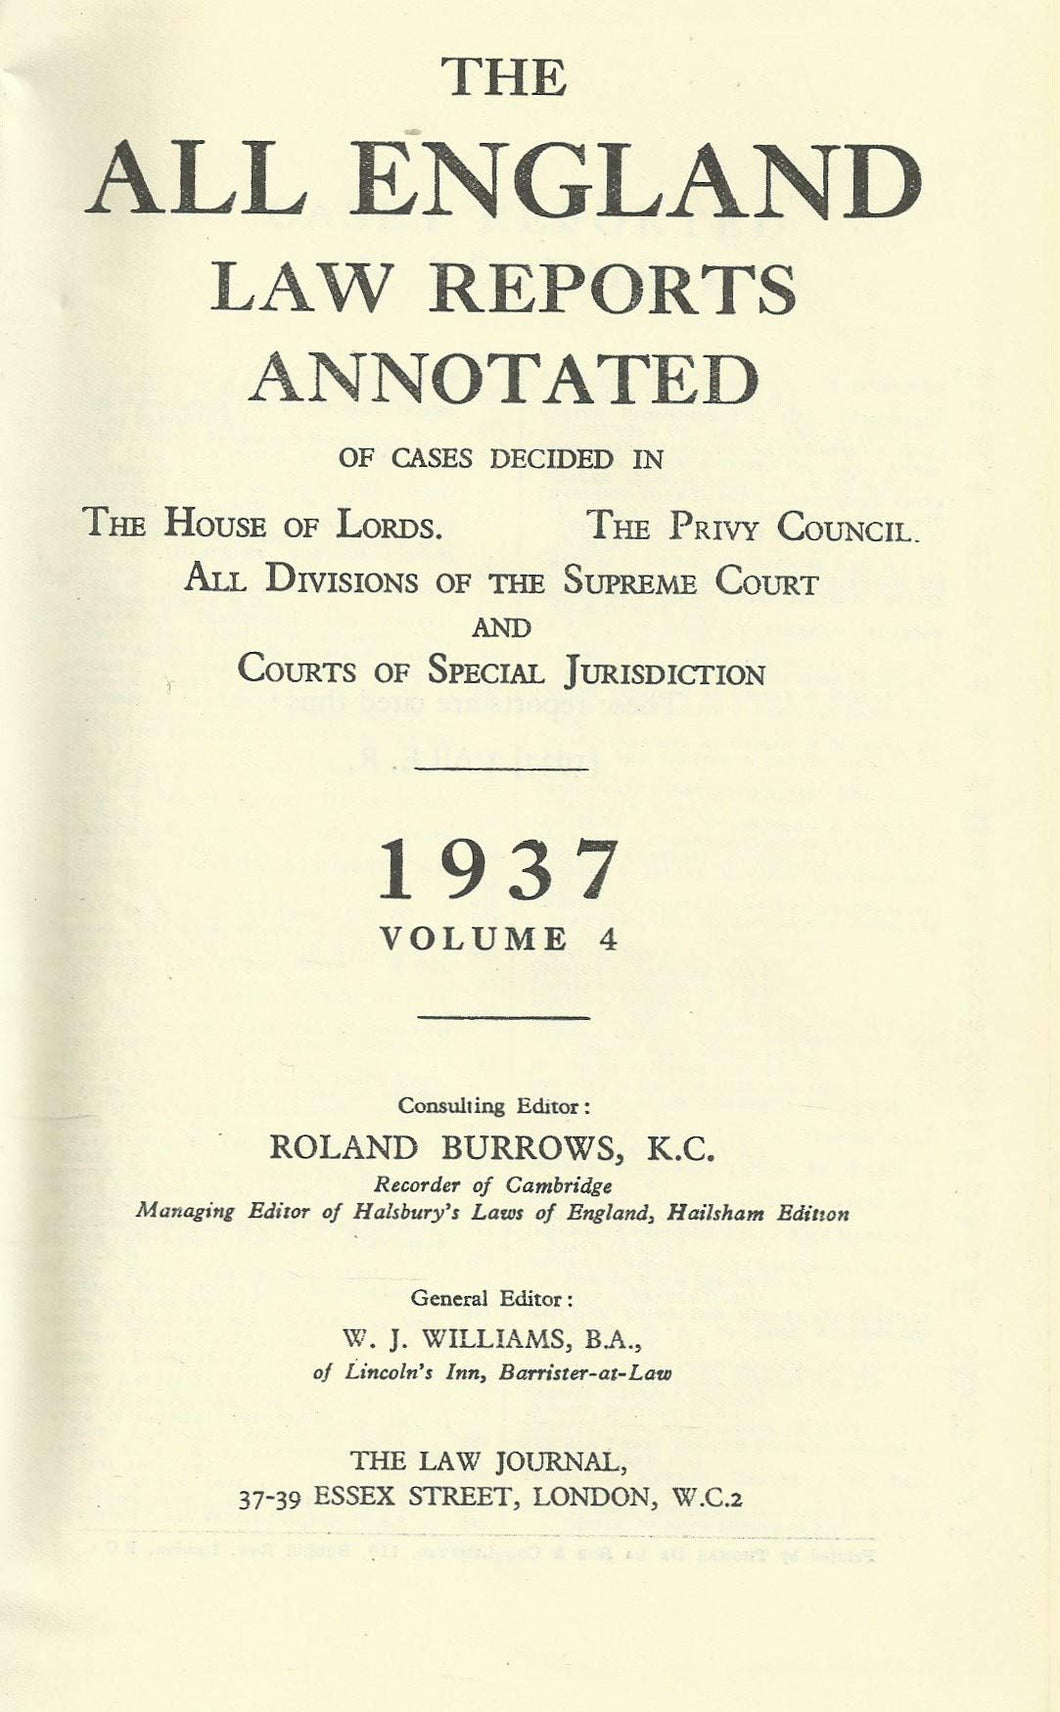 THE
ALL ENGLAND
LAW REPORTS
ANNOTATED
OF CASES DECIDED IN
THE HOUSE OF LORDS. THE PRIVY COUNCIL.
ALL DIVISIONS OF THE SUPREME COURT
AND
COURTS OF SPECIAL JURISDICTION
1937
VOLUME 4
Consulting Editor:
ROLAND BURROWS, K.C.
Recorder of Cambridge
Managing Editor of Halsbury's Laws of England, Hailsham Edition
General Editor:
W. J. WILLIAMS, B.A.,
of Lincoln's Inn, Barrister-at-Law
THE LAW JOURNAL,
37-39 ESSEX STREET, LONDON, W.C.2